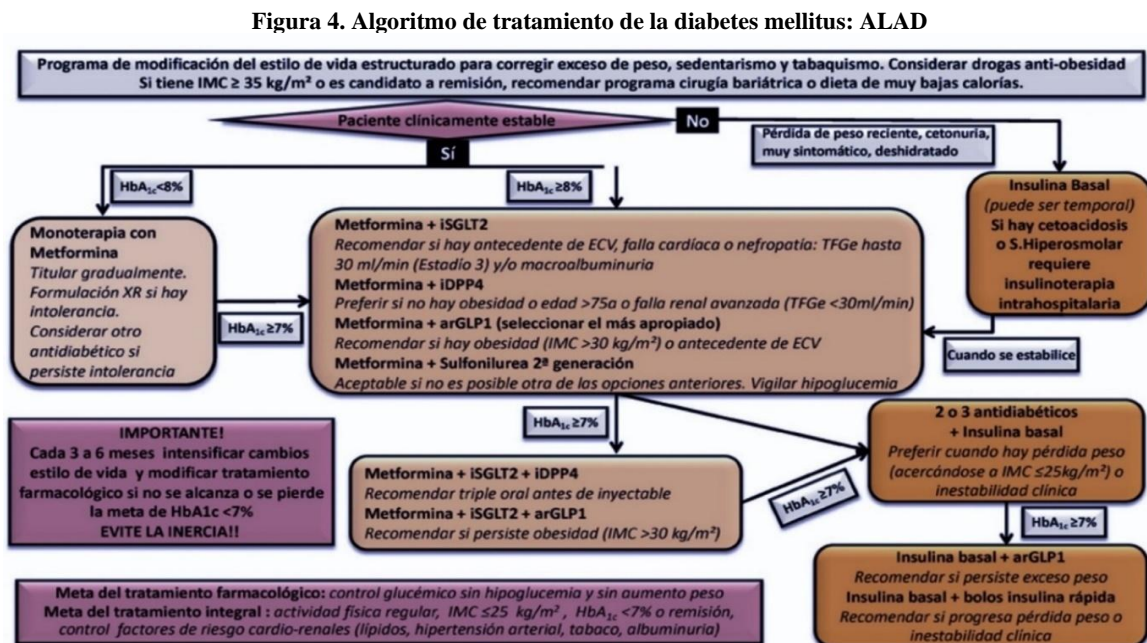 Figura 4. Algoritmo de tratamiento de la diabetes mellitus: ALAD
Programa de modificación del estilo de vida estructurado para corregir exceso de peso, sedentarismo y tabaquismo. Considerar drogas anti-obesidad
Si tiene IMC ≥ 35 kg/m² o es candidato a remisión, recomendar programa cirugía bariátrica o dieta de muy bajas calorías.
Paciente clínicamente estable
No
Sí
Pérdida de peso reciente, cetonuria,
muy sintomático, deshidratado
HbA1c<8%
HbA1c≥8%
Insulina Basal
(puede ser temporal)
Si hay cetoacidosis
o S.Hiperosmolar
requiere
insulinoterapia
intrahospitalaria
Monoterapia con
Metformina
Titular gradualmente.
Formulación XR si hay
intolerancia.
Considerar otro
antidiabético si
persiste intolerancia
HbA1c≥7%
Metformina + iSGLT2
Recomendar si hay antecedente de ECV, falla cardíaca o nefropatía: TFGe hasta
30 ml/min (Estadío 3) y/o macroalbuminuria
Metformina + iDPP4
Preferir si no hay obesidad o edad >75a o falla renal avanzada (TFGe <30ml/min)
Metformina + arGLP1 (seleccionar el más apropiado)
Recomendar si hay obesidad (IMC >30 kg/m²) o antecedente de ECV
Metformina + Sulfonilurea 2ª generación
Aceptable si no es posible otra de las opciones anteriores. Vigilar hipoglucemia
Cuando se estabilice
HbA1c≥7%
IMPORTANTE!
Cada 3 a 6 meses intensificar cambios
estilo de vida y modificar tratamiento
farmacológico si no se alcanza o se pierde
la meta de HbA1c <7%
EVITE LA INERCIA!!
Metformina + iSGLT2 + iDPP4
Recomendar triple oral antes de inyectable
Metformina + iSGLT2 + arGLP1
Recomendar si persiste obesidad (IMC >30 kg/m²)
HbA1c≥7%
2 o 3 antidiabéticos
+ Insulina basal
Preferir cuando hay pérdida peso
(acercándose a IMC ≤25kg/m²) o
inestabilidad clínica
HbA1c≥7%
Insulina basal + arGLP1
Recomendar si persiste exceso peso
Insulina basal + bolos insulina rápida
Recomendar si progresa pérdida peso o
inestabilidad clínica
Meta del tratamiento farmacológico: control glucémico sin hipoglucemia y sin aumento peso
Meta del tratamiento integral : actividad física regular, IMC ≤25 kg/m² , HbA1c <7% o remisión,
control factores de riesgo cardio-renales (lípidos, hipertensión arterial, tabaco, albuminuria)